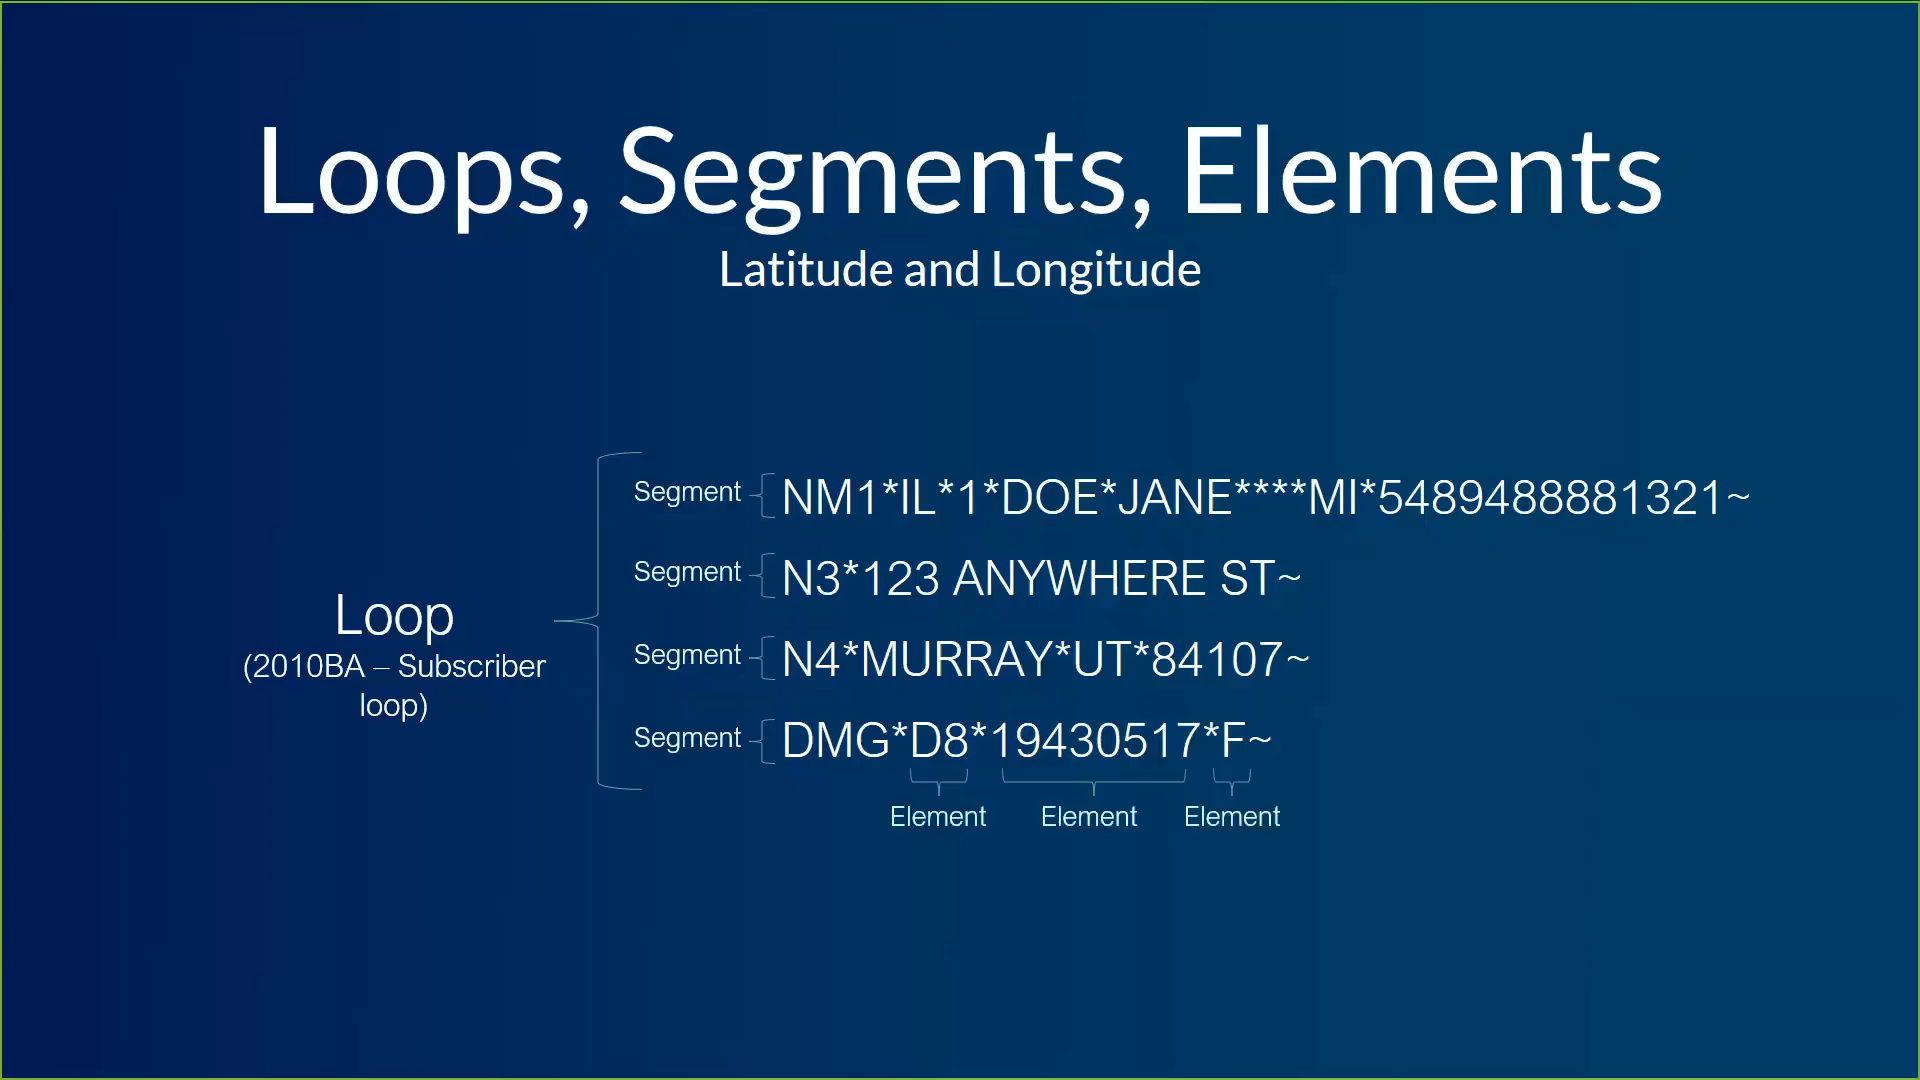 Loops, Segments, Elements
Latitude and Longitude
Loop
(2010BA – Subscriber
loop)
Segment NM1*IL*1*DOE*JANE****MI*5489488881321~
Segment N3*123 ANYWHERE ST~
Segment N4*MURRAY*UT*84107~
Segment DMG*D8*19430517*F~
Element Element Element